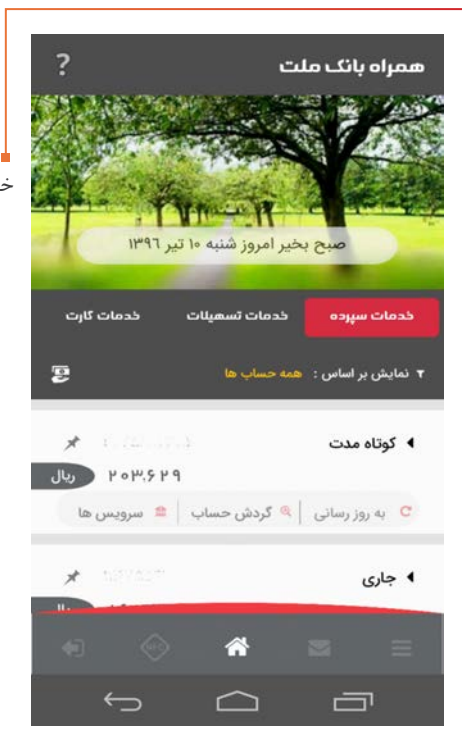 همراه بانک ملت
?
صبح بخیر امروز شنبه ۱۰ تیر ۱۳۹۶
خدمات سپرده خدمات تسهیلات خدمات کارت
نمایش بر اساس : همه حساب ها
کوتاه مدت
۲۰۳,۶۲۹ ریال
به روز رسانی گردش حساب سرویس ها
جاری
NFC